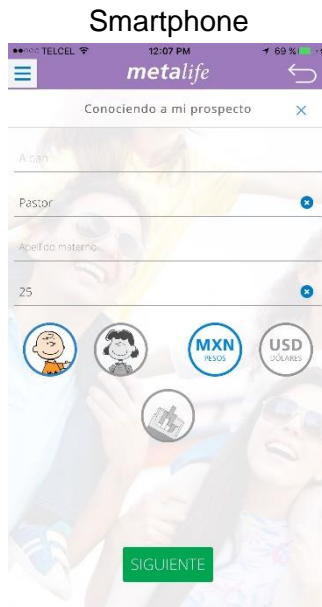 Smartphone
TELCEL 12:07 PM 69 %
metalife
Conociendo a mi prospecto
Alban
Pastor
Apellido materno
25
MXN USD
PESOS DÓLARES
SIGUIENTE